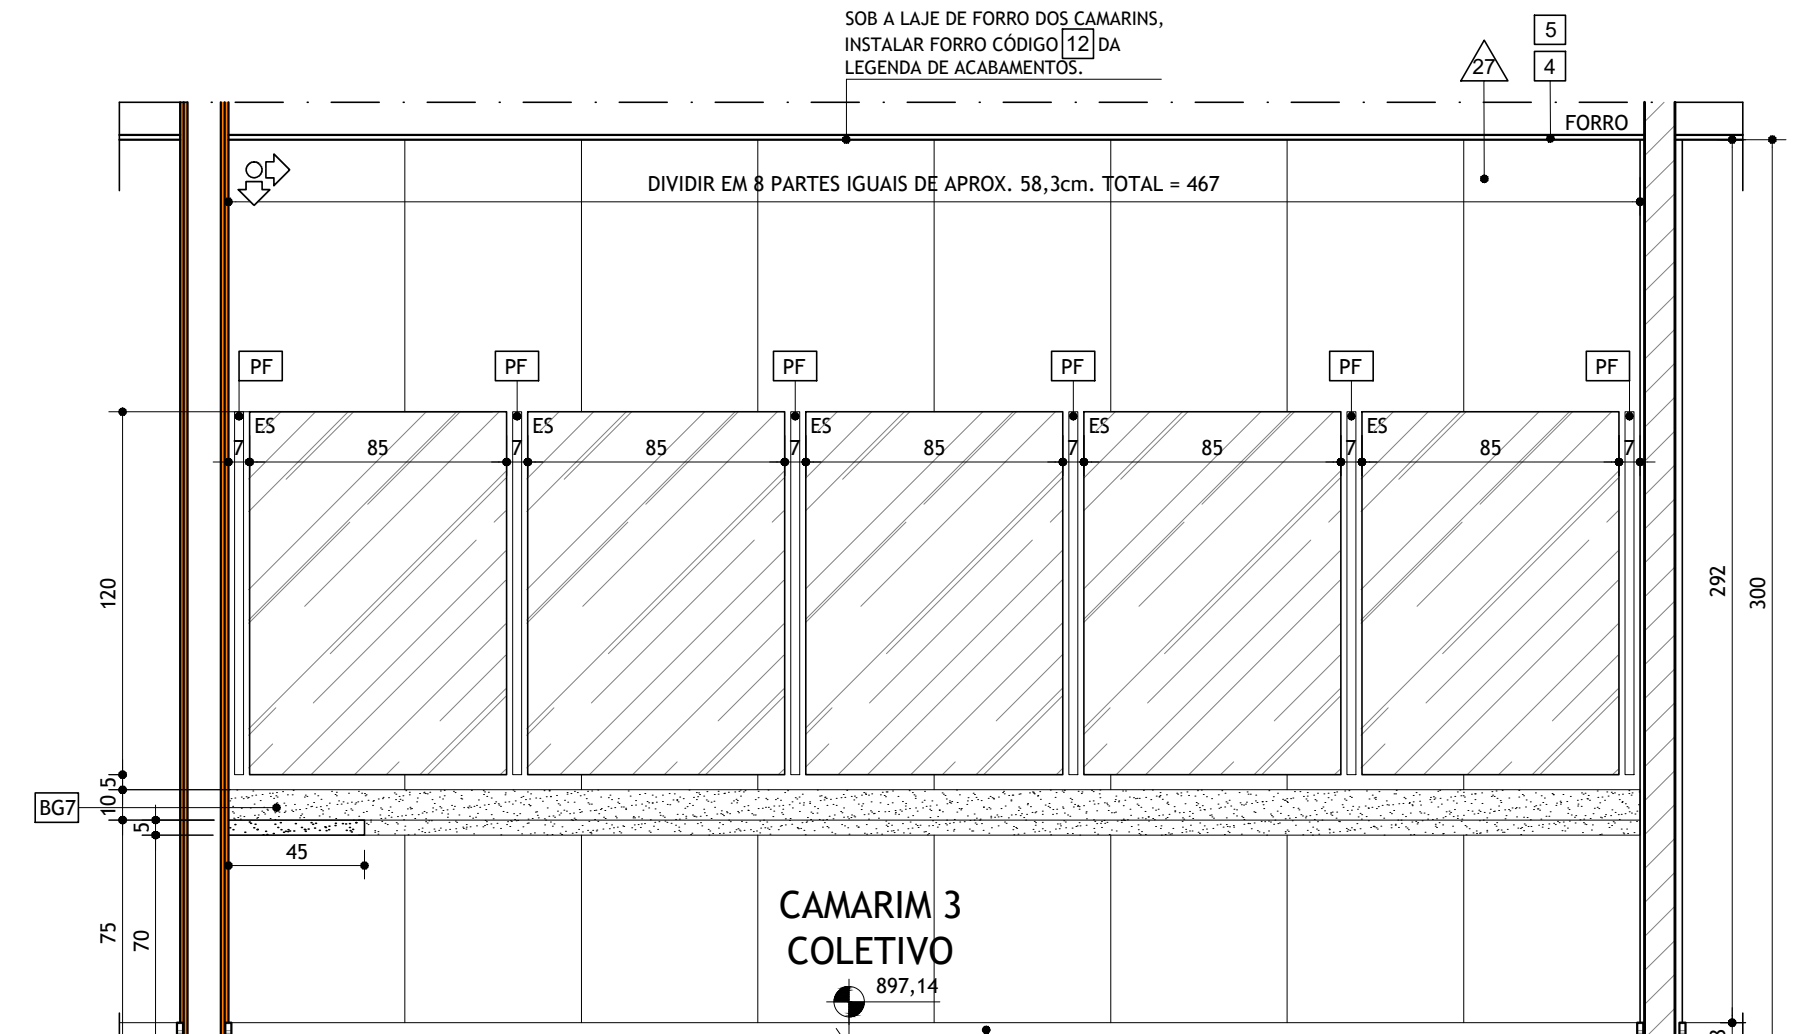 SOB A LAJE DE FORRO DOS CAMARINS,
INSTALAR FORRO CÓDIGO 12 DA
LEGENDA DE ACABAMENTOS.
5
27
4
FORRO
DIVIDIR EM 8 PARTES IGUAIS DE APROX. 58,3cm. TOTAL = 467
PF PF PF PF PF PF
ES ES ES ES ES
7 85 7 85 7 85 7 85 7 85 7
120
292
300
5
10
BG7
5
45
75
70
CAMARIM 3
COLETIVO
897,14